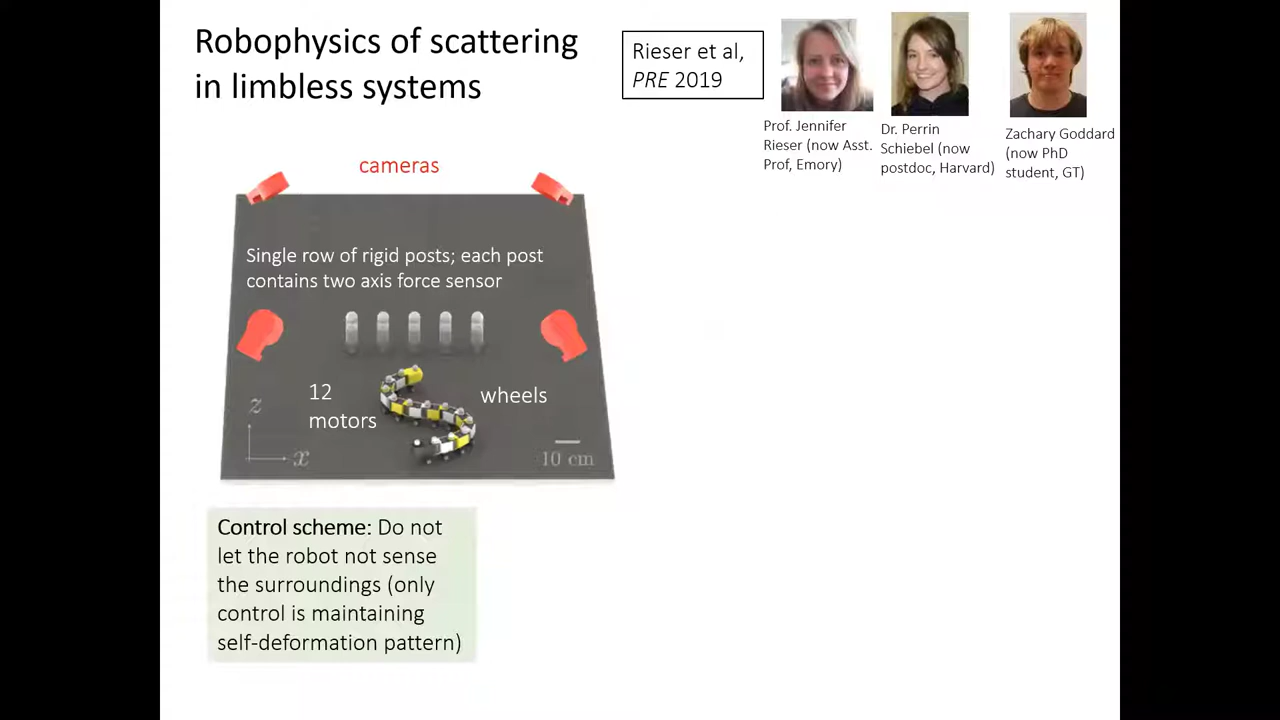 Robophysics of scattering
in limbless systems
Rieser et al,
PRE 2019
Prof. Jennifer
Rieser (now Asst.
Prof, Emory)
Dr. Perrin
Schiebel (now
postdoc, Harvard)
Zachary Goddard
(now PhD
student, GT)
cameras
Single row of rigid posts; each post
contains two axis force sensor
12
motors
wheels
z
x
10 cm
Control scheme: Do not
let the robot not sense
the surroundings (only
control is maintaining
self-deformation pattern)